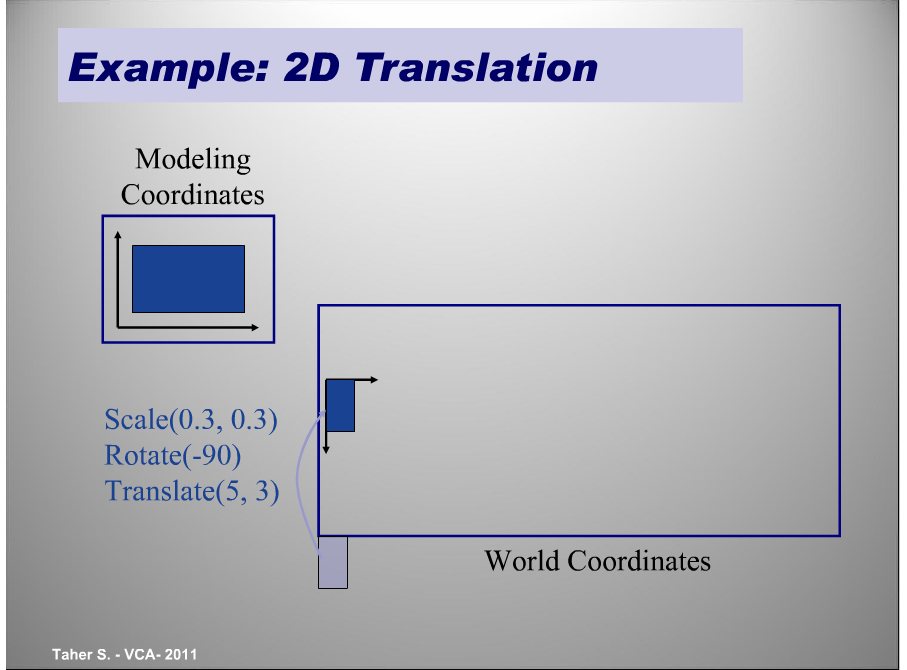 Example: 2D Translation
Modeling
Coordinates
Scale(0.3, 0.3)
Rotate(-90)
Translate(5, 3)
World Coordinates
Taher S. - VCA- 2011